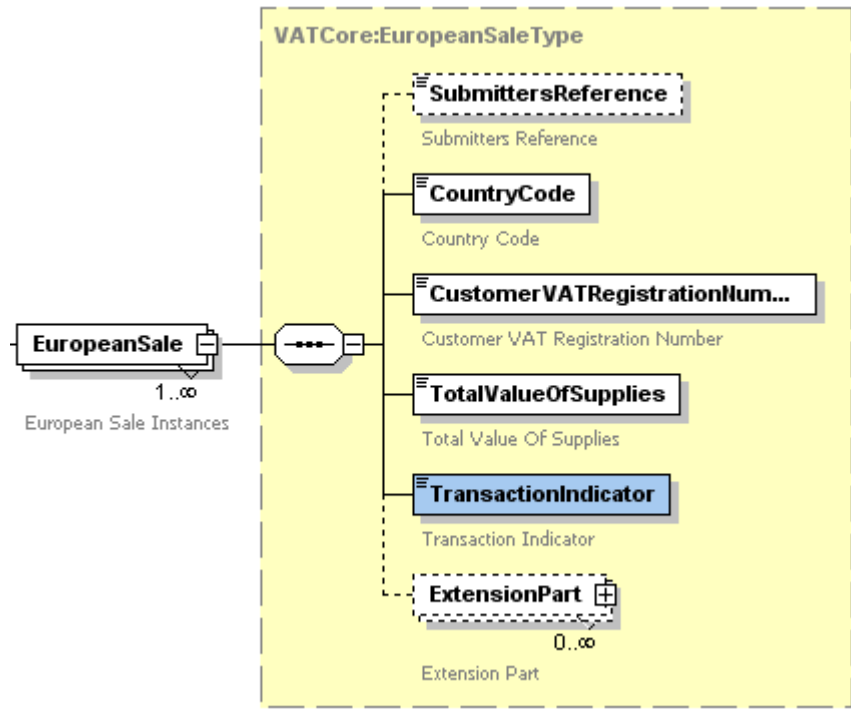 VATCore:EuropeanSaleType
SubmittersReference
Submitters Reference
CountryCode
Country Code
CustomerVATRegistrationNum...
Customer VAT Registration Number
EuropeanSale
1..∞
European Sale Instances
TotalValueOfSupplies
Total Value Of Supplies
TransactionIndicator
Transaction Indicator
ExtensionPart
0..∞
Extension Part